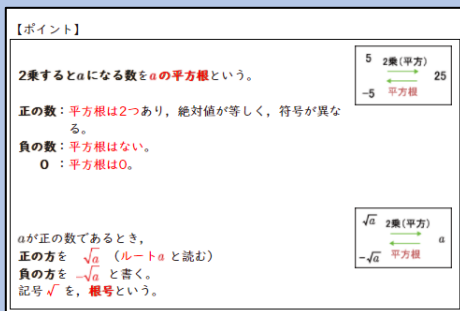 【ポイント】
2乗するとaになる数をaの平方根という。
正の数：平方根は2つあり，絶対値が等しく，符号が異な
る。
負の数：平方根はない。
0：平方根は0。
5 2乗(平方) 25
-5 平方根
aが正の数であるとき，
正の方を √a （ルートa と読む）
負の方を -√a と書く。
記号√ を，根号という。
√a 2乗(平方) a
-√a 平方根